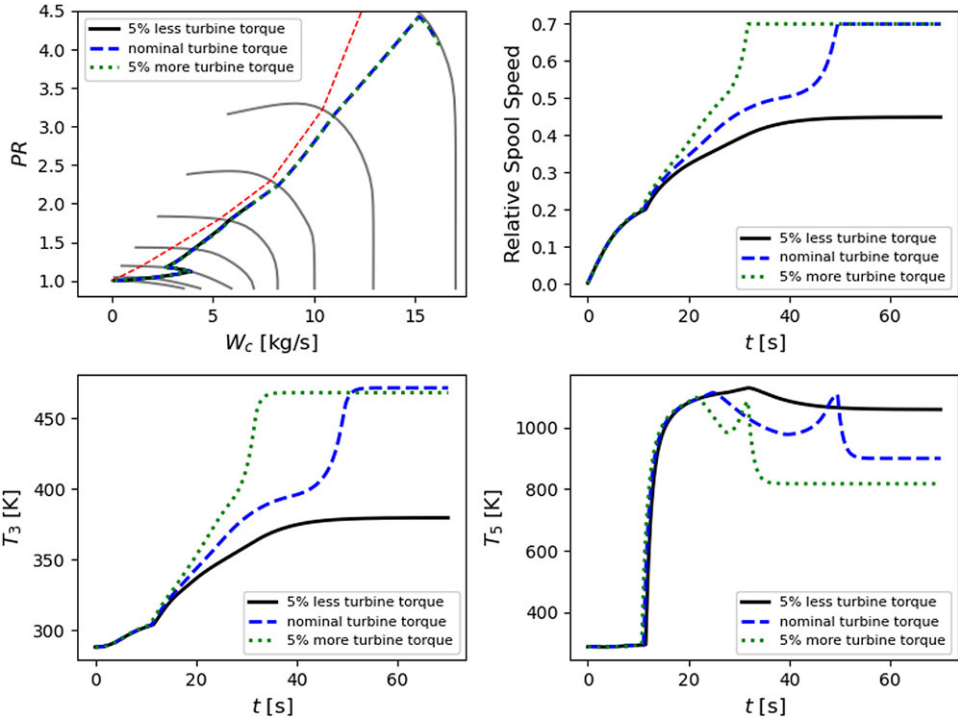 4.5
4.0
3.5
3.0
2.5
2.0
1.5
1.0
PR
5% less turbine torque
nominal turbine torque
5% more turbine torque
0 5 10 15
W_c [kg/s]
0.7
0.6
0.5
0.4
0.3
0.2
0.1
0.0
Relative Spool Speed
5% less turbine torque
nominal turbine torque
5% more turbine torque
0 20 40 60
t [s]
450
400
350
300
T_3 [K]
5% less turbine torque
nominal turbine torque
5% more turbine torque
0 20 40 60
t [s]
1000
800
600
400
T_5 [K]
5% less turbine torque
nominal turbine torque
5% more turbine torque
0 20 40 60
t [s]